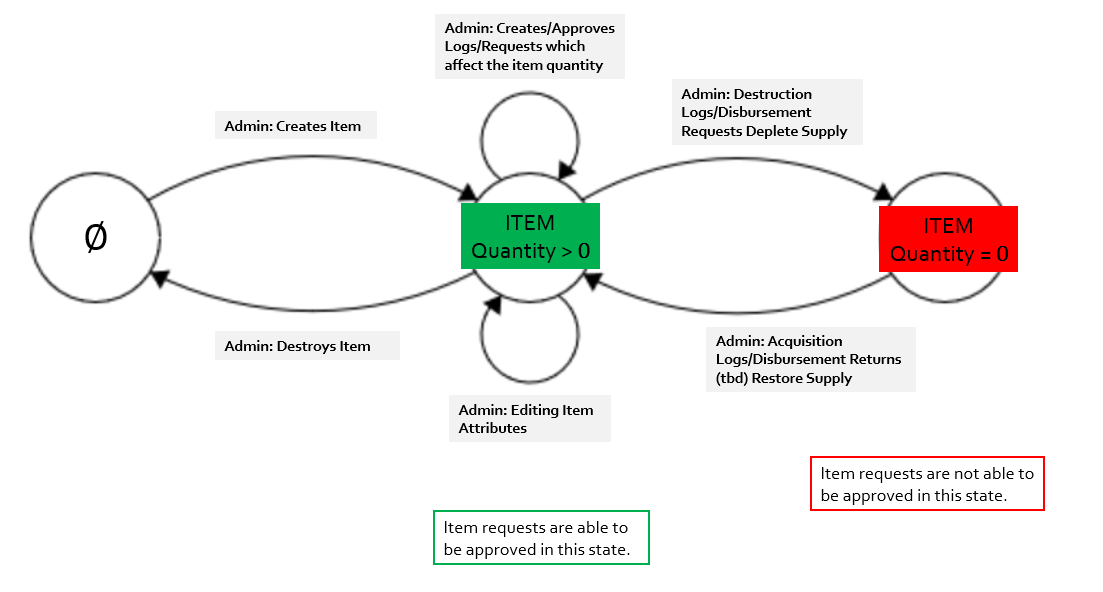 Admin: Creates/Approves
Logs/Requests which
affect the item quantity
Admin: Destruction
Logs/Disbursement
Requests Deplete Supply
Admin: Creates Item
Ø
ITEM
Quantity > 0
ITEM
Quantity = 0
Admin: Destroys Item
Admin: Acquisition
Logs/Disbursement Returns
(tbd) Restore Supply
Admin: Editing Item
Attributes
Item requests are not able to
be approved in this state.
Item requests are able to
be approved in this state.